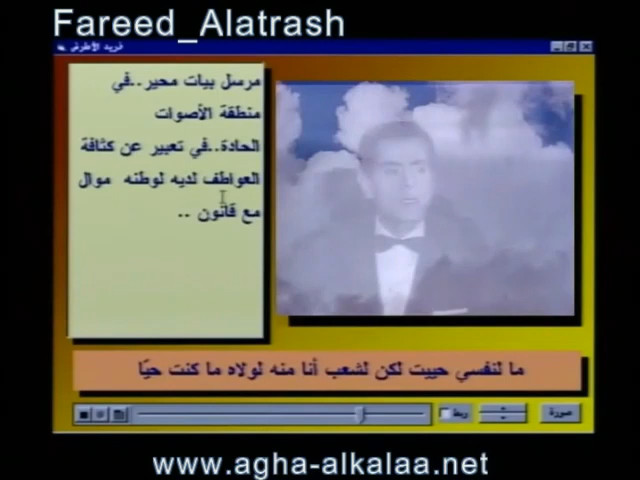 Fareed_Alatrash
فريد الأطرش
مرسل بيات محير..في
منطقة الأصوات
الحادة..في تعبير عن كثافة
العواطف لديه لوطنه موال
مع قانون ..
ما لنفسي حييت لكن لشعب أنا منه لولاه ما كنت حيّا
ربط
صورة
www.agha-alkalaa.net